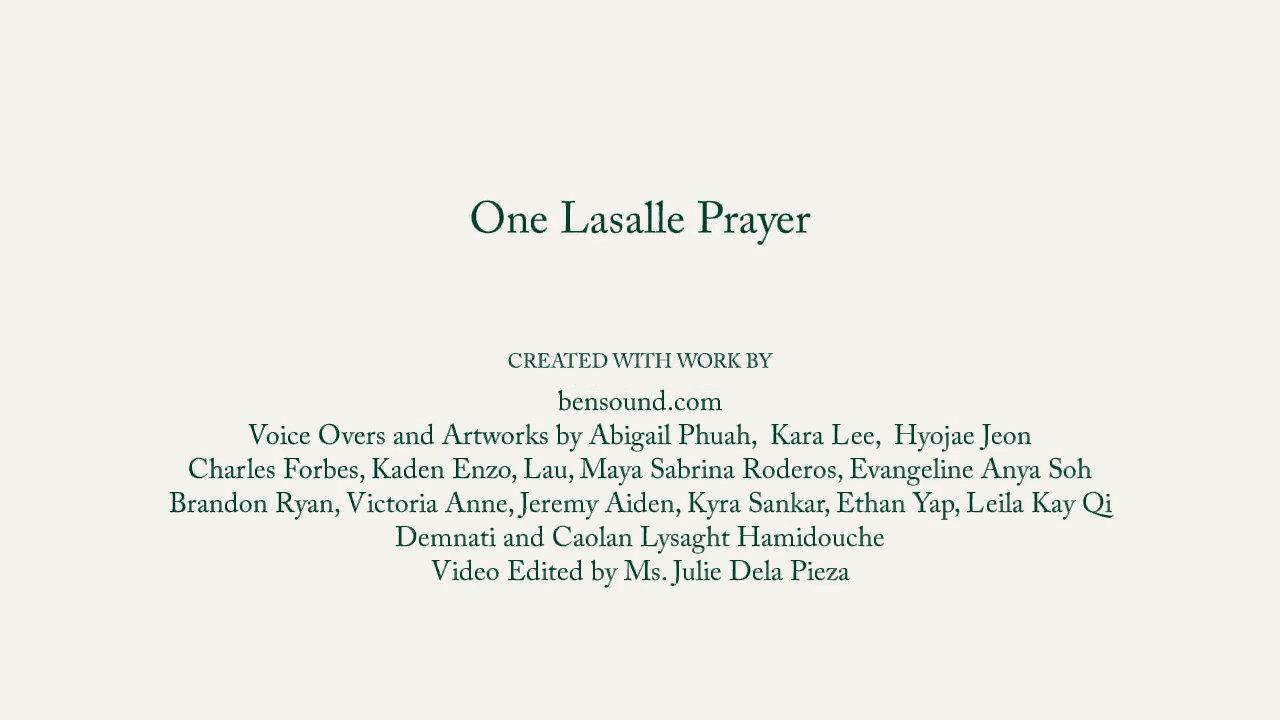 One Lasalle Prayer
CREATED WITH WORK BY
bensound.com
Voice Overs and Artworks by Abigail Phuah,  Kara Lee,  Hyojae Jeon
Charles Forbes, Kaden Enzo, Lau, Maya Sabrina Roderos, Evangeline Anya Soh
Brandon Ryan, Victoria Anne, Jeremy Aiden, Kyra Sankar, Ethan Yap, Leila Kay Qi
Demnati and Caolan Lysaght Hamidouche
Video Edited by Ms. Julie Dela Pieza